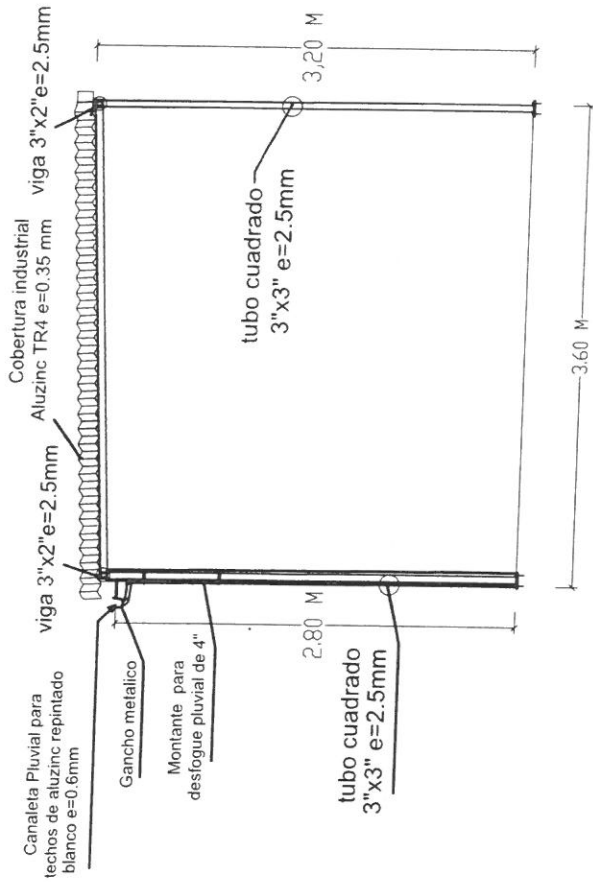 Canaleta Pluvial para
techos de aluzinc repintado
blanco e=0.6mm
Gancho metalico
Montante para
desfogue pluvial de 4"
tubo cuadrado
3"x3" e=2.5mm
viga 3"x2"e=2.5mm
Cobertura industrial
Aluzinc TR4 e=0.35 mm
viga 3"x2"e=2.5mm
tubo cuadrado
3"x3" e=2.5mm
2.80 M
3,20 M
3.60 M